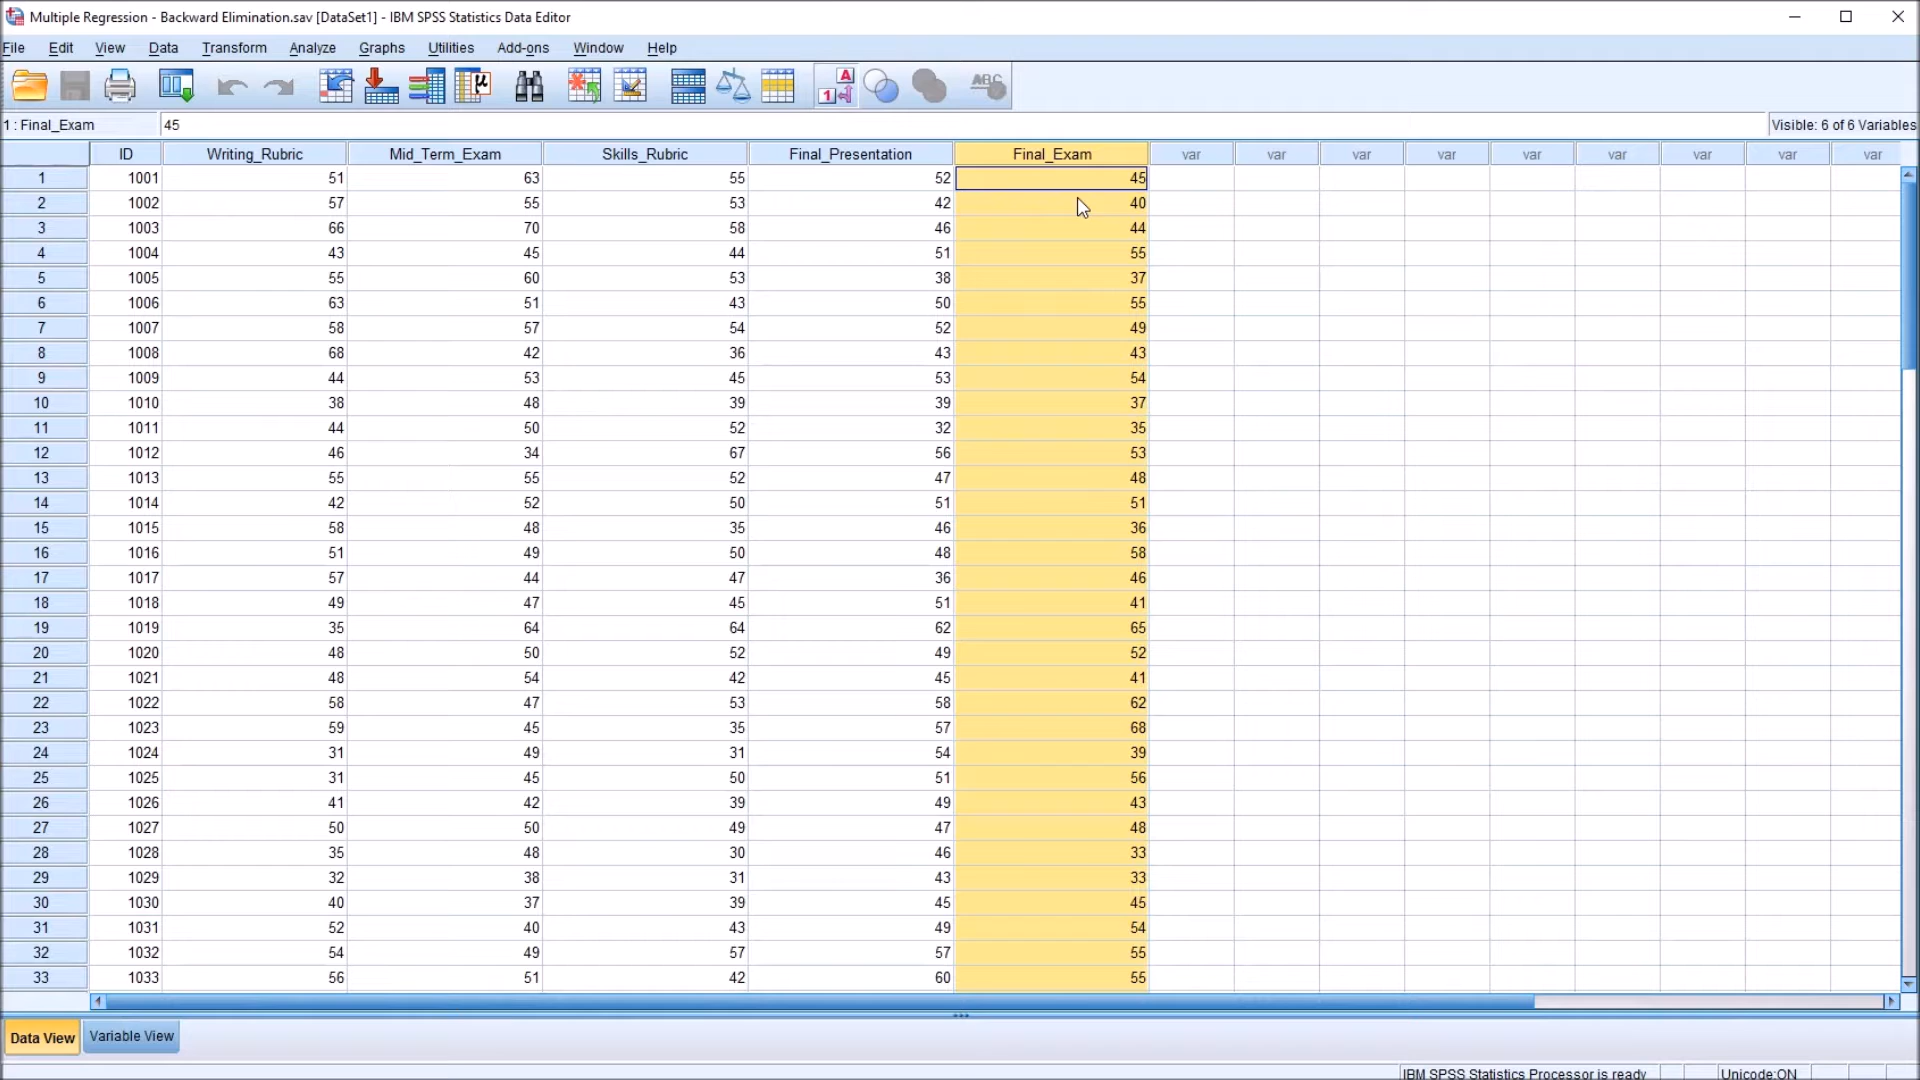 Multiple Regression - Backward Elimination.sav [DataSet1] - IBM SPSS Statistics Data Editor
File Edit View Data Transform Analyze Graphs Utilities Add-ons Window Help
A
1
μ
ABC
1 : Final_Exam 45 Visible: 6 of 6 Variables
ID Writing_Rubric Mid_Term_Exam Skills_Rubric Final_Presentation Final_Exam var var var var var var var var var
1 1001 51 63 55 52 45
2 1002 57 55 53 42 40
3 1003 66 70 58 46 44
4 1004 43 45 44 51 55
5 1005 55 60 53 38 37
6 1006 63 51 43 50 55
7 1007 58 57 54 52 49
8 1008 68 42 36 43 43
9 1009 44 53 45 53 54
10 1010 38 48 39 39 37
11 1011 44 50 52 32 35
12 1012 46 34 67 56 53
13 1013 55 55 52 47 48
14 1014 42 52 50 51 51
15 1015 58 48 35 46 36
16 1016 51 49 50 48 58
17 1017 57 44 47 36 46
18 1018 49 47 45 51 41
19 1019 35 64 64 62 65
20 1020 48 50 52 49 52
21 1021 48 54 42 45 41
22 1022 58 47 53 58 62
23 1023 59 45 35 57 68
24 1024 31 49 31 54 39
25 1025 31 45 50 51 56
26 1026 41 42 39 49 43
27 1027 50 50 49 47 48
28 1028 35 48 30 46 33
29 1029 32 38 31 43 33
30 1030 40 37 39 45 45
31 1031 52 40 43 49 54
32 1032 54 49 57 57 55
33 1033 56 51 42 60 55
Data View Variable View
IBM SPSS Statistics Processor is ready Unicode:ON